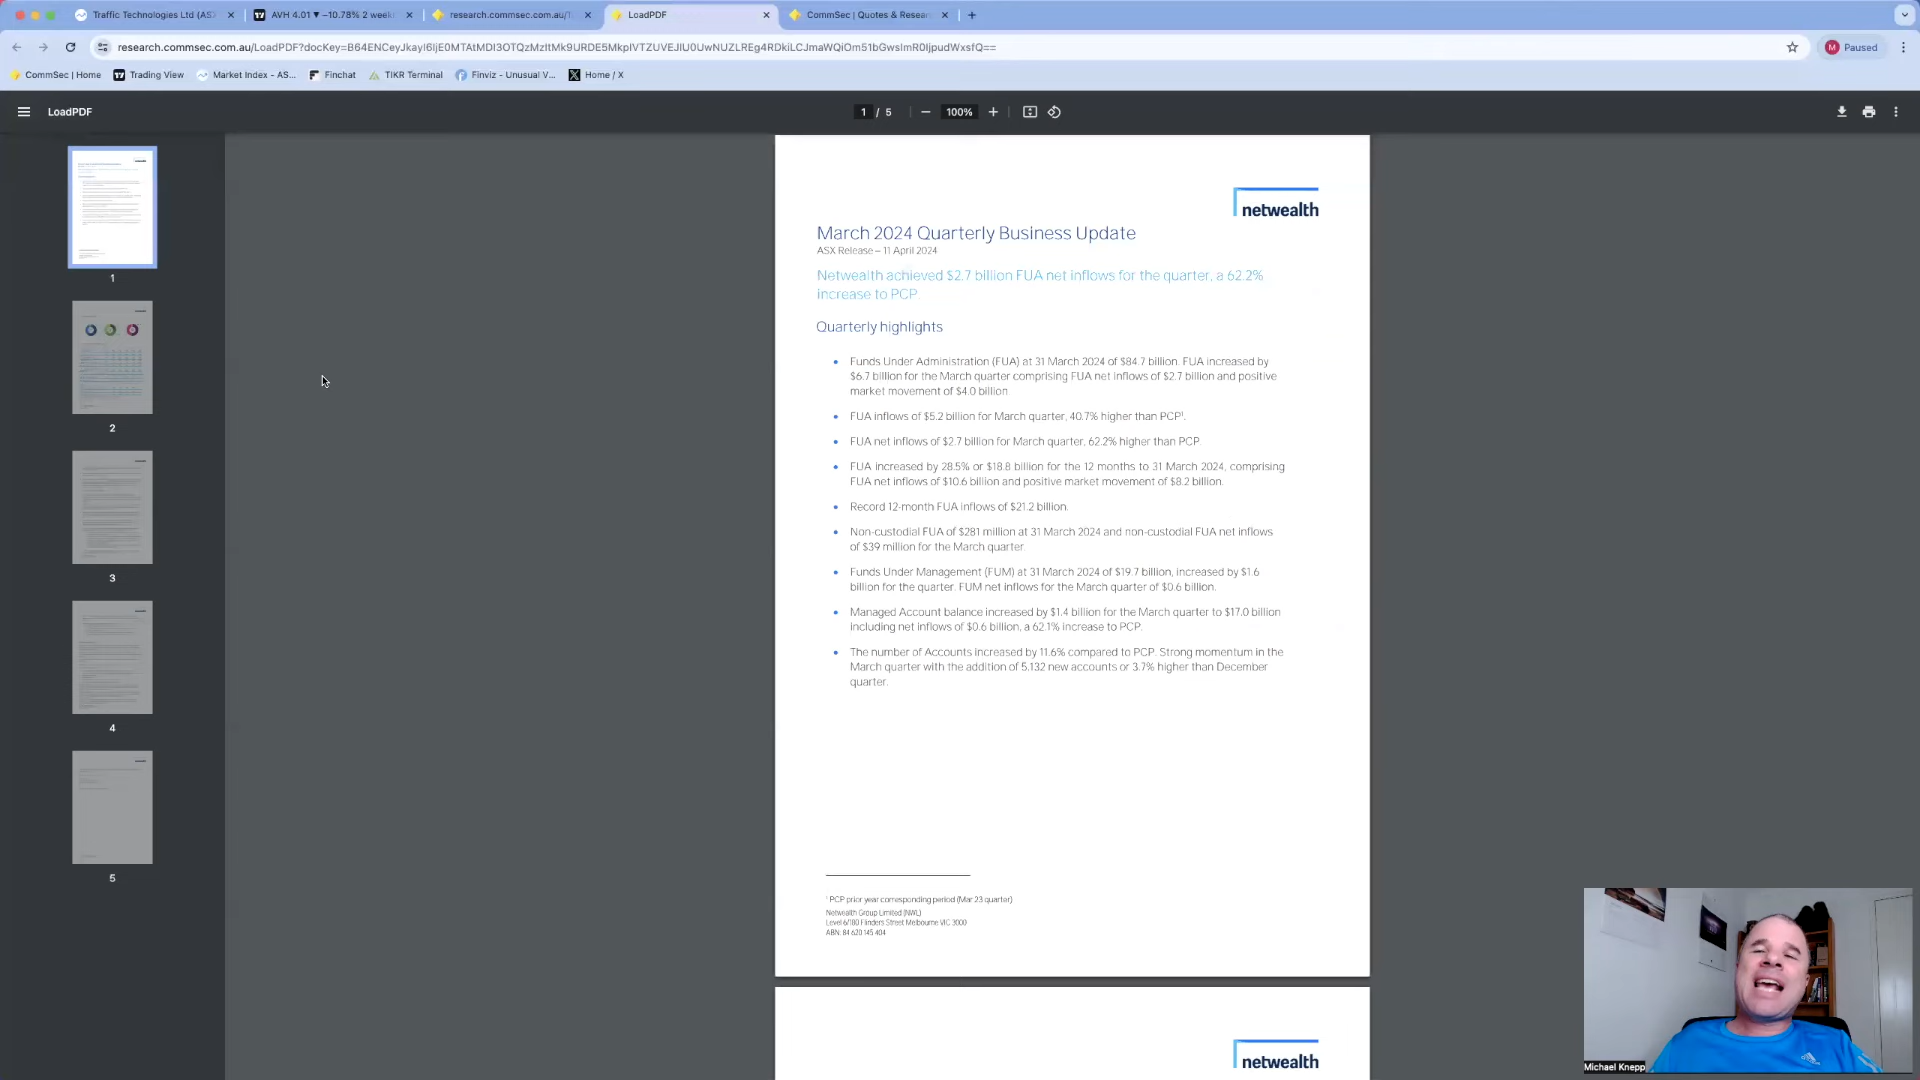 Traffic Technologies Ltd (AS
AVH 4.01 ▼ −10.78% 2 week
research.commsec.com.au/
LoadPDF
CommSec | Quotes & Resear
Paused
CommSec | Home
Trading View
Market Index - AS...
Finchat
TIKR Terminal
Finviz - Unusual V...
Home / X
LoadPDF
1 / 5
100%
1
2
3
4
5
netwealth
March 2024 Quarterly Business Update
ASX Release – 11 April 2024
Netwealth achieved $2.7 billion FUA net inflows for the quarter, a 62.2%
increase to PCP.
Quarterly highlights
• Funds Under Administration (FUA) at 31 March 2024 of $84.7 billion. FUA increased by
$6.7 billion for the March quarter comprising FUA net inflows of $2.7 billion and positive
market movement of $4.0 billion.
• FUA inflows of $5.2 billion for March quarter, 40.7% higher than PCP¹.
• FUA net inflows of $2.7 billion for March quarter, 62.2% higher than PCP.
• FUA increased by 28.5% or $18.8 billion for the 12 months to 31 March 2024, comprising
FUA net inflows of $10.6 billion and positive market movement of $8.2 billion.
• Record 12-month FUA inflows of $21.2 billion.
• Non-custodial FUA of $281 million at 31 March 2024 and non-custodial FUA net inflows
of $39 million for the March quarter.
• Funds Under Management (FUM) at 31 March 2024 of $19.7 billion, increased by $1.6
billion for the quarter. FUM net inflows for the March quarter of $0.6 billion.
• Managed Account balance increased by $1.4 billion for the March quarter to $17.0 billion
including net inflows of $0.6 billion, a 62.1% increase to PCP.
• The number of Accounts increased by 11.6% compared to PCP. Strong momentum in the
March quarter with the addition of 5,132 new accounts or 3.7% higher than December
quarter.
¹ PCP prior year corresponding period (Mar 23 quarter)
Netwealth Group Limited (NWL)
Level 6/180 Flinders Street Melbourne VIC 3000
ABN: 84 620 145 404
netwealth
Michael Knepp